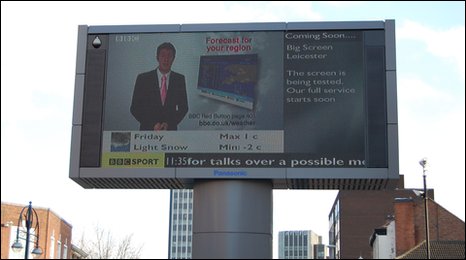 BBC
Forecast for
your region
BBC Red Button page 401
bbc.co.uk/weather
Friday Max 1 c
Light Snow Min -2 c
BBC SPORT 11:35 for talks over a possible m
Coming Soon....
Big Screen
Leicester
The screen is
being tested.
Our full service
starts soon
Panasonic